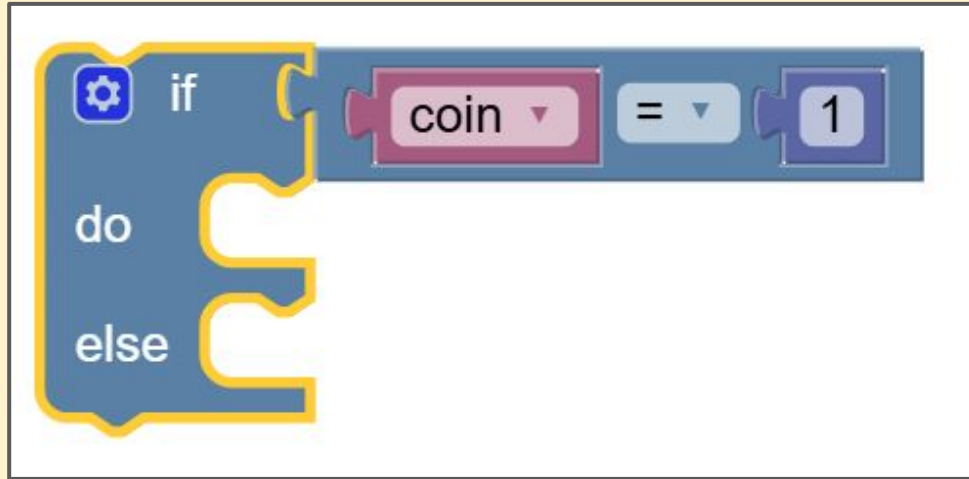 if coin = 1
do
else